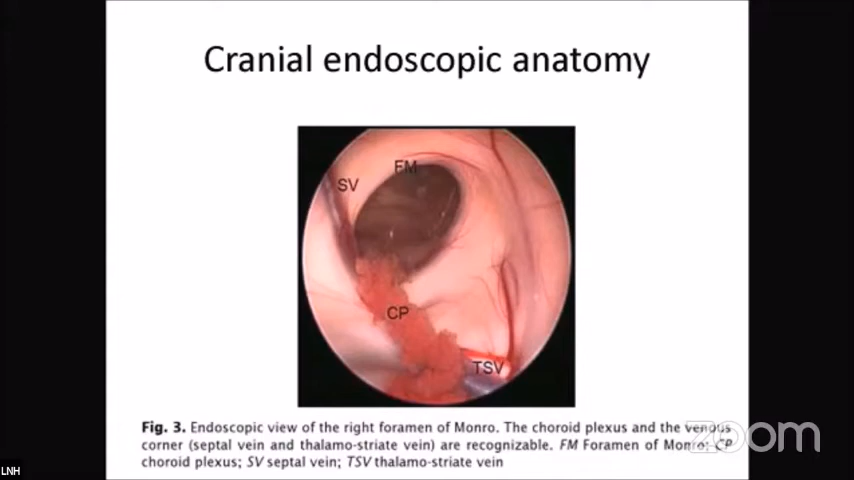 Cranial endoscopic anatomy
FM
SV
CP
TSV
Fig. 3. Endoscopic view of the right foramen of Monro. The choroid plexus and the venous
corner (septal vein and thalamo-striate vein) are recognizable. FM Foramen of Monro; CP
choroid plexus; SV septal vein; TSV thalamo-striate vein
zoom
LNH